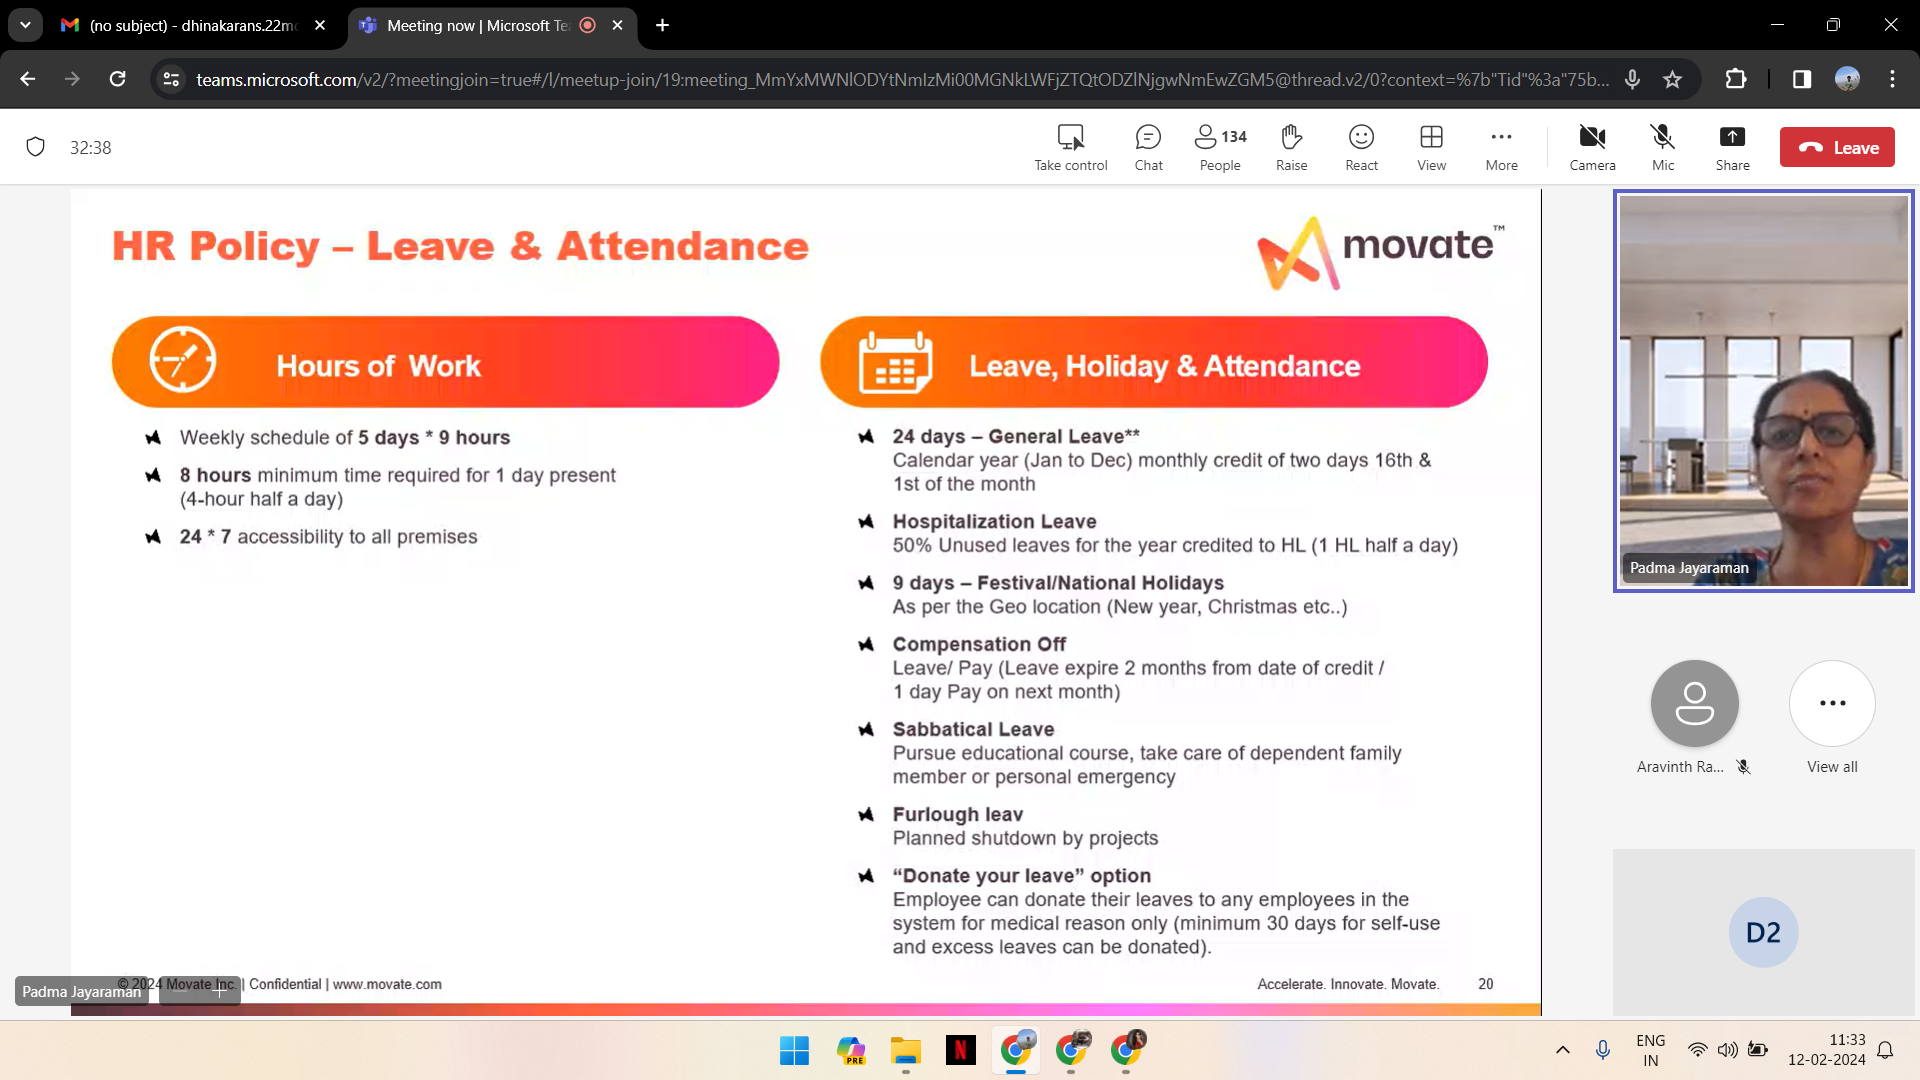 (no subject) - dhinakarans.22m
Meeting now | Microsoft Te
teams.microsoft.com/v2/?meetingjoin=true#/l/meetup-join/19:meeting_MmYxMWNlODYtNmIzMi00MGNkLWFjZTQtODZlNjgwNmEwZGM5@thread.v2/0?context=%7b"Tid"%3a"75b...
32:38
Take control
Chat
134
People
Raise
React
View
More
Camera
Mic
Share
Leave
HR Policy – Leave & Attendance
movate™
Hours of Work
Weekly schedule of 5 days * 9 hours
8 hours minimum time required for 1 day present
(4-hour half a day)
24 * 7 accessibility to all premises
Leave, Holiday & Attendance
24 days – General Leave**
Calendar year (Jan to Dec) monthly credit of two days 16th &
1st of the month
Hospitalization Leave
50% Unused leaves for the year credited to HL (1 HL half a day)
9 days – Festival/National Holidays
As per the Geo location (New year, Christmas etc..)
Compensation Off
Leave/ Pay (Leave expire 2 months from date of credit /
1 day Pay on next month)
Sabbatical Leave
Pursue educational course, take care of dependent family
member or personal emergency
Furlough leav
Planned shutdown by projects
“Donate your leave” option
Employee can donate their leaves to any employees in the
system for medical reason only (minimum 30 days for self-use
and excess leaves can be donated).
© 2024 Movate Inc. | Confidential | www.movate.com
Accelerate. Innovate. Movate.
20
Padma Jayaraman
Padma Jayaraman
Aravinth Ra...
View all
D2
PRE
N
ENG
IN
11:33
12-02-2024